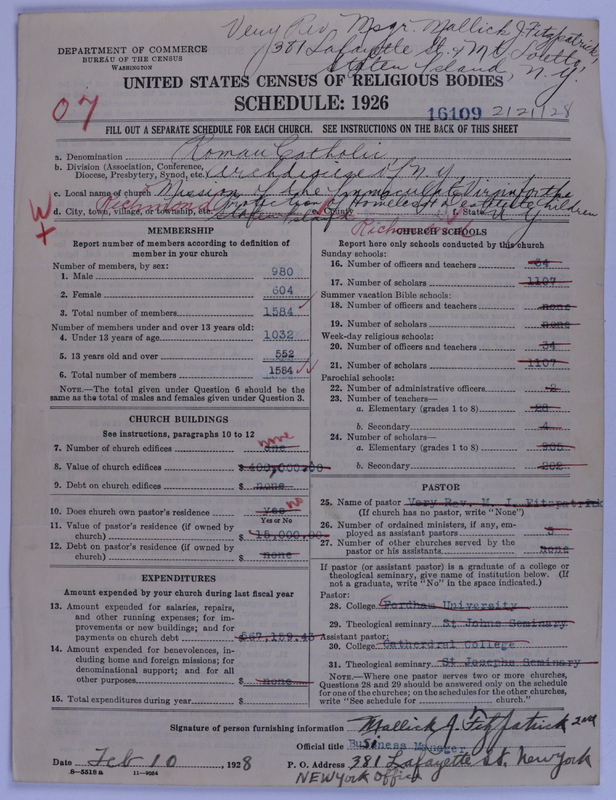 Very Rev. Msgr. Mallick J. Fitzpatrick,
381 Lafayette St. & Mt. Loretto,
Staten Island, N. Y.
DEPARTMENT OF COMMERCE
BUREAU OF THE CENSUS
WASHINGTON
UNITED STATES CENSUS OF RELIGIOUS BODIES
SCHEDULE: 1926
07
16109 2/21/28
FILL OUT A SEPARATE SCHEDULE FOR EACH CHURCH. SEE INSTRUCTIONS ON THE BACK OF THIS SHEET
a. Denomination Roman Catholic
b. Division (Association, Conference,
Diocese, Presbytery, Synod, etc. Archdiocese of N. Y.
c. Local name of church Mission of the Immaculate Virgin for the
Protection of Homeless & Destitute Children
d. City, town, village, or township, etc. Richmond Staten Island County Richmond f. State N Y
MEMBERSHIP
Report number of members according to definition of
member in your church
Number of members, by sex:
1. Male 980
2. Female 604
3. Total number of members 1584
Number of members under and over 13 years old:
4. Under 13 years of age 1032
5. 13 years old and over 552
6. Total number of members 1584
NOTE.—The total given under Question 6 should be the
same as the total of males and females given under Question 3.
CHURCH BUILDINGS
See instructions, paragraphs 10 to 12
7. Number of church edifices one none
8. Value of church edifices $ 400,000.00
9. Debt on church edifices $ none
10. Does church own pastor's residence yes no
Yes or No
11. Value of pastor's residence (if owned by
church) $ 15,000.00
12. Debt on pastor's residence (if owned by
church) $ none
EXPENDITURES
Amount expended by your church during last fiscal year
13. Amount expended for salaries, repairs,
and other running expenses; for im-
provements or new buildings; and for
payments on church debt $667,159.43
14. Amount expended for benevolences, in-
cluding home and foreign missions; for
denominational support; and for all
other purposes $ none
15. Total expenditures during year $
CHURCH SCHOOLS
Report here only schools conducted by this church
Sunday schools:
16. Number of officers and teachers 34
17. Number of scholars 1107
Summer vacation Bible schools:
18. Number of officers and teachers none
19. Number of scholars none
Week-day religious schools:
20. Number of officers and teachers 34
21. Number of scholars 1107
Parochial schools:
22. Number of administrative officers 2
23. Number of teachers—
a. Elementary (grades 1 to 8) 28
b. Secondary 4
24. Number of scholars—
a. Elementary (grades 1 to 8) 905
b. Secondary 202
PASTOR
25. Name of pastor Very Rev. M. J. Fitzpatrick
(If church has no pastor, write "None")
26. Number of ordained ministers, if any, em-
ployed as assistant pastors 3
27. Number of other churches served by the
pastor or his assistants none
If pastor (or assistant pastor) is a graduate of a college or
theological seminary, give name of institution below. (If
not a graduate, write "No" in the space indicated.)
Pastor:
28. College Fordham University
29. Theological seminary St Johns Seminary
Assistant pastor:
30. College Cathedral College
31. Theological seminary St Josephs Seminary
NOTE.—Where one pastor serves two or more churches,
Questions 28 and 29 should be answered only on the schedule
for one of the churches; on the schedules for the other churches,
write "See schedule for church."
Signature of person furnishing information Mallick J. Fitzpatrick 2nd
Official title Business Manager
Date Feb 10, 1928 P. O. Address 381 Lafayette St. New York
8—5518 a 11—9064 NEW York Office